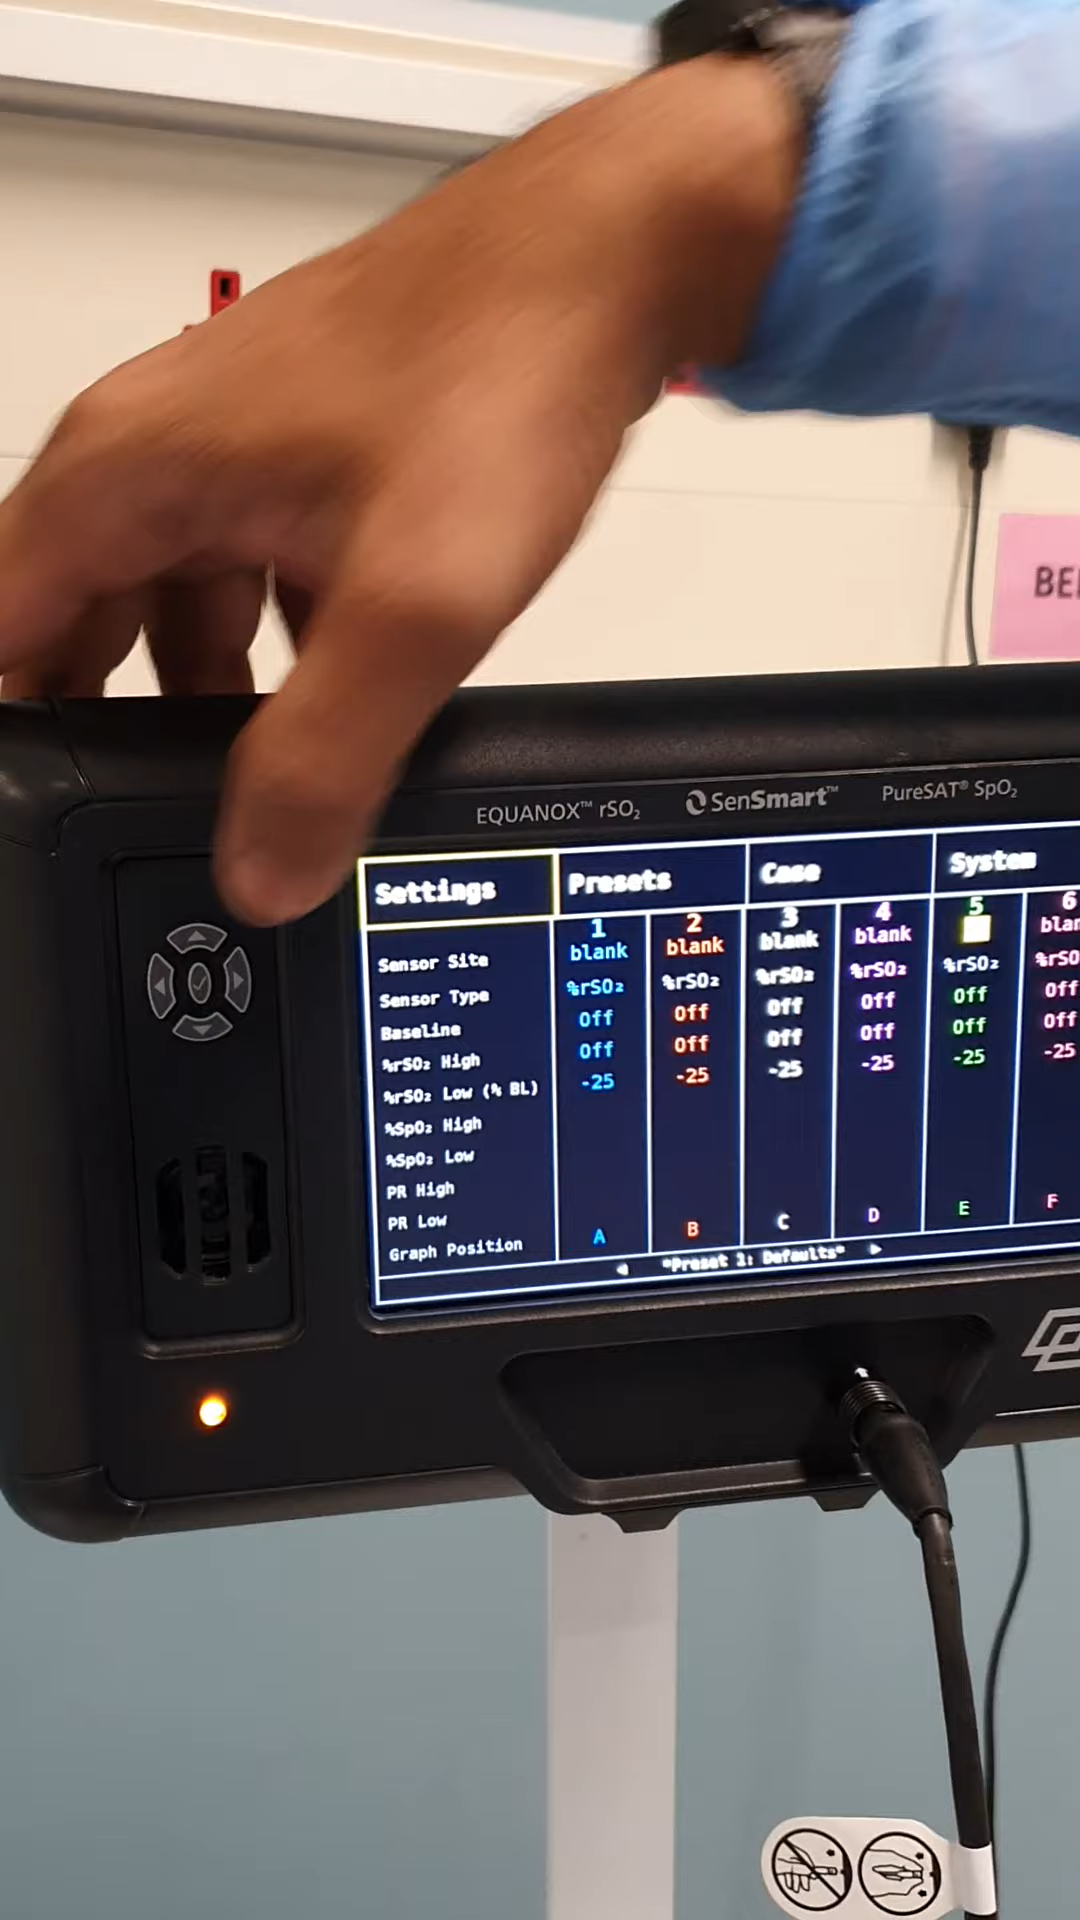 BE
EQUANOX™ rSO₂ SenSmart™ PureSAT® SpO₂
Settings Presets Case System
1 2 3 4 5 6
Sensor Site blank blank blank blank
Sensor Type %rSO₂ %rSO₂ %rSO₂ %rSO₂ %rSO₂ %rSO
Baseline Off Off Off Off Off Off
%rSO₂ High Off Off Off Off Off Off
%rSO₂ Low (% BL) -25 -25 -25 -25 -25 -25
%SpO₂ High
%SpO₂ Low
PR High
PR Low
Graph Position A B C D E F
*Preset 1: Defaults*